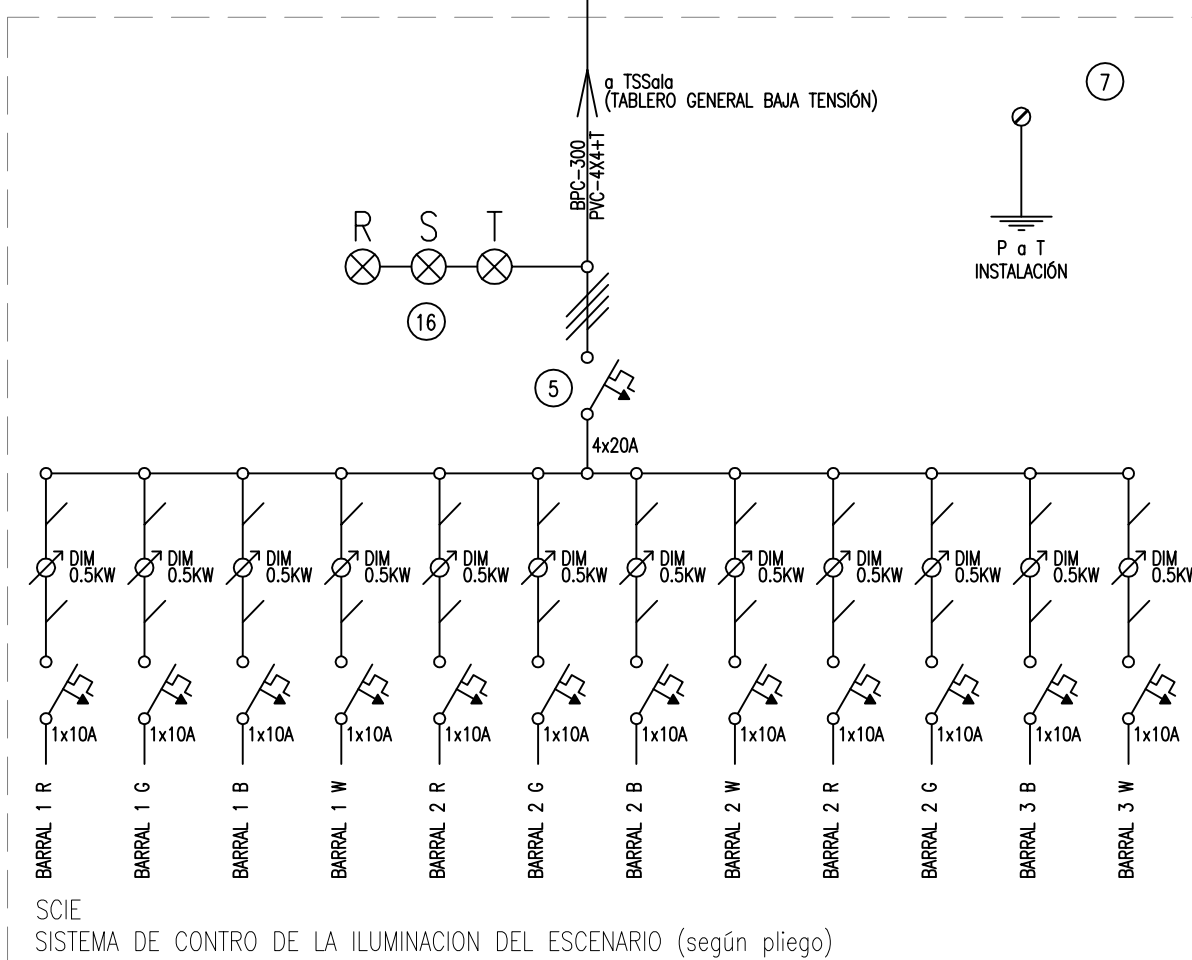 a TSSala
(TABLERO GENERAL BAJA TENSIÓN)
7
BPC-300
PVC-4X4+T
R S T
P a T
INSTALACIÓN
16
5
4x20A
DIM DIM DIM DIM DIM DIM DIM DIM DIM DIM DIM DIM
0.5KW 0.5KW 0.5KW 0.5KW 0.5KW 0.5KW 0.5KW 0.5KW 0.5KW 0.5KW 0.5KW 0.5KW
1x10A 1x10A 1x10A 1x10A 1x10A 1x10A 1x10A 1x10A 1x10A 1x10A 1x10A 1x10A
BARRAL 1 R
BARRAL 1 G
BARRAL 1 B
BARRAL 1 W
BARRAL 2 R
BARRAL 2 G
BARRAL 2 B
BARRAL 2 W
BARRAL 2 R
BARRAL 2 G
BARRAL 3 B
BARRAL 3 W
SCIE
SISTEMA DE CONTRO DE LA ILUMINACION DEL ESCENARIO (según pliego)